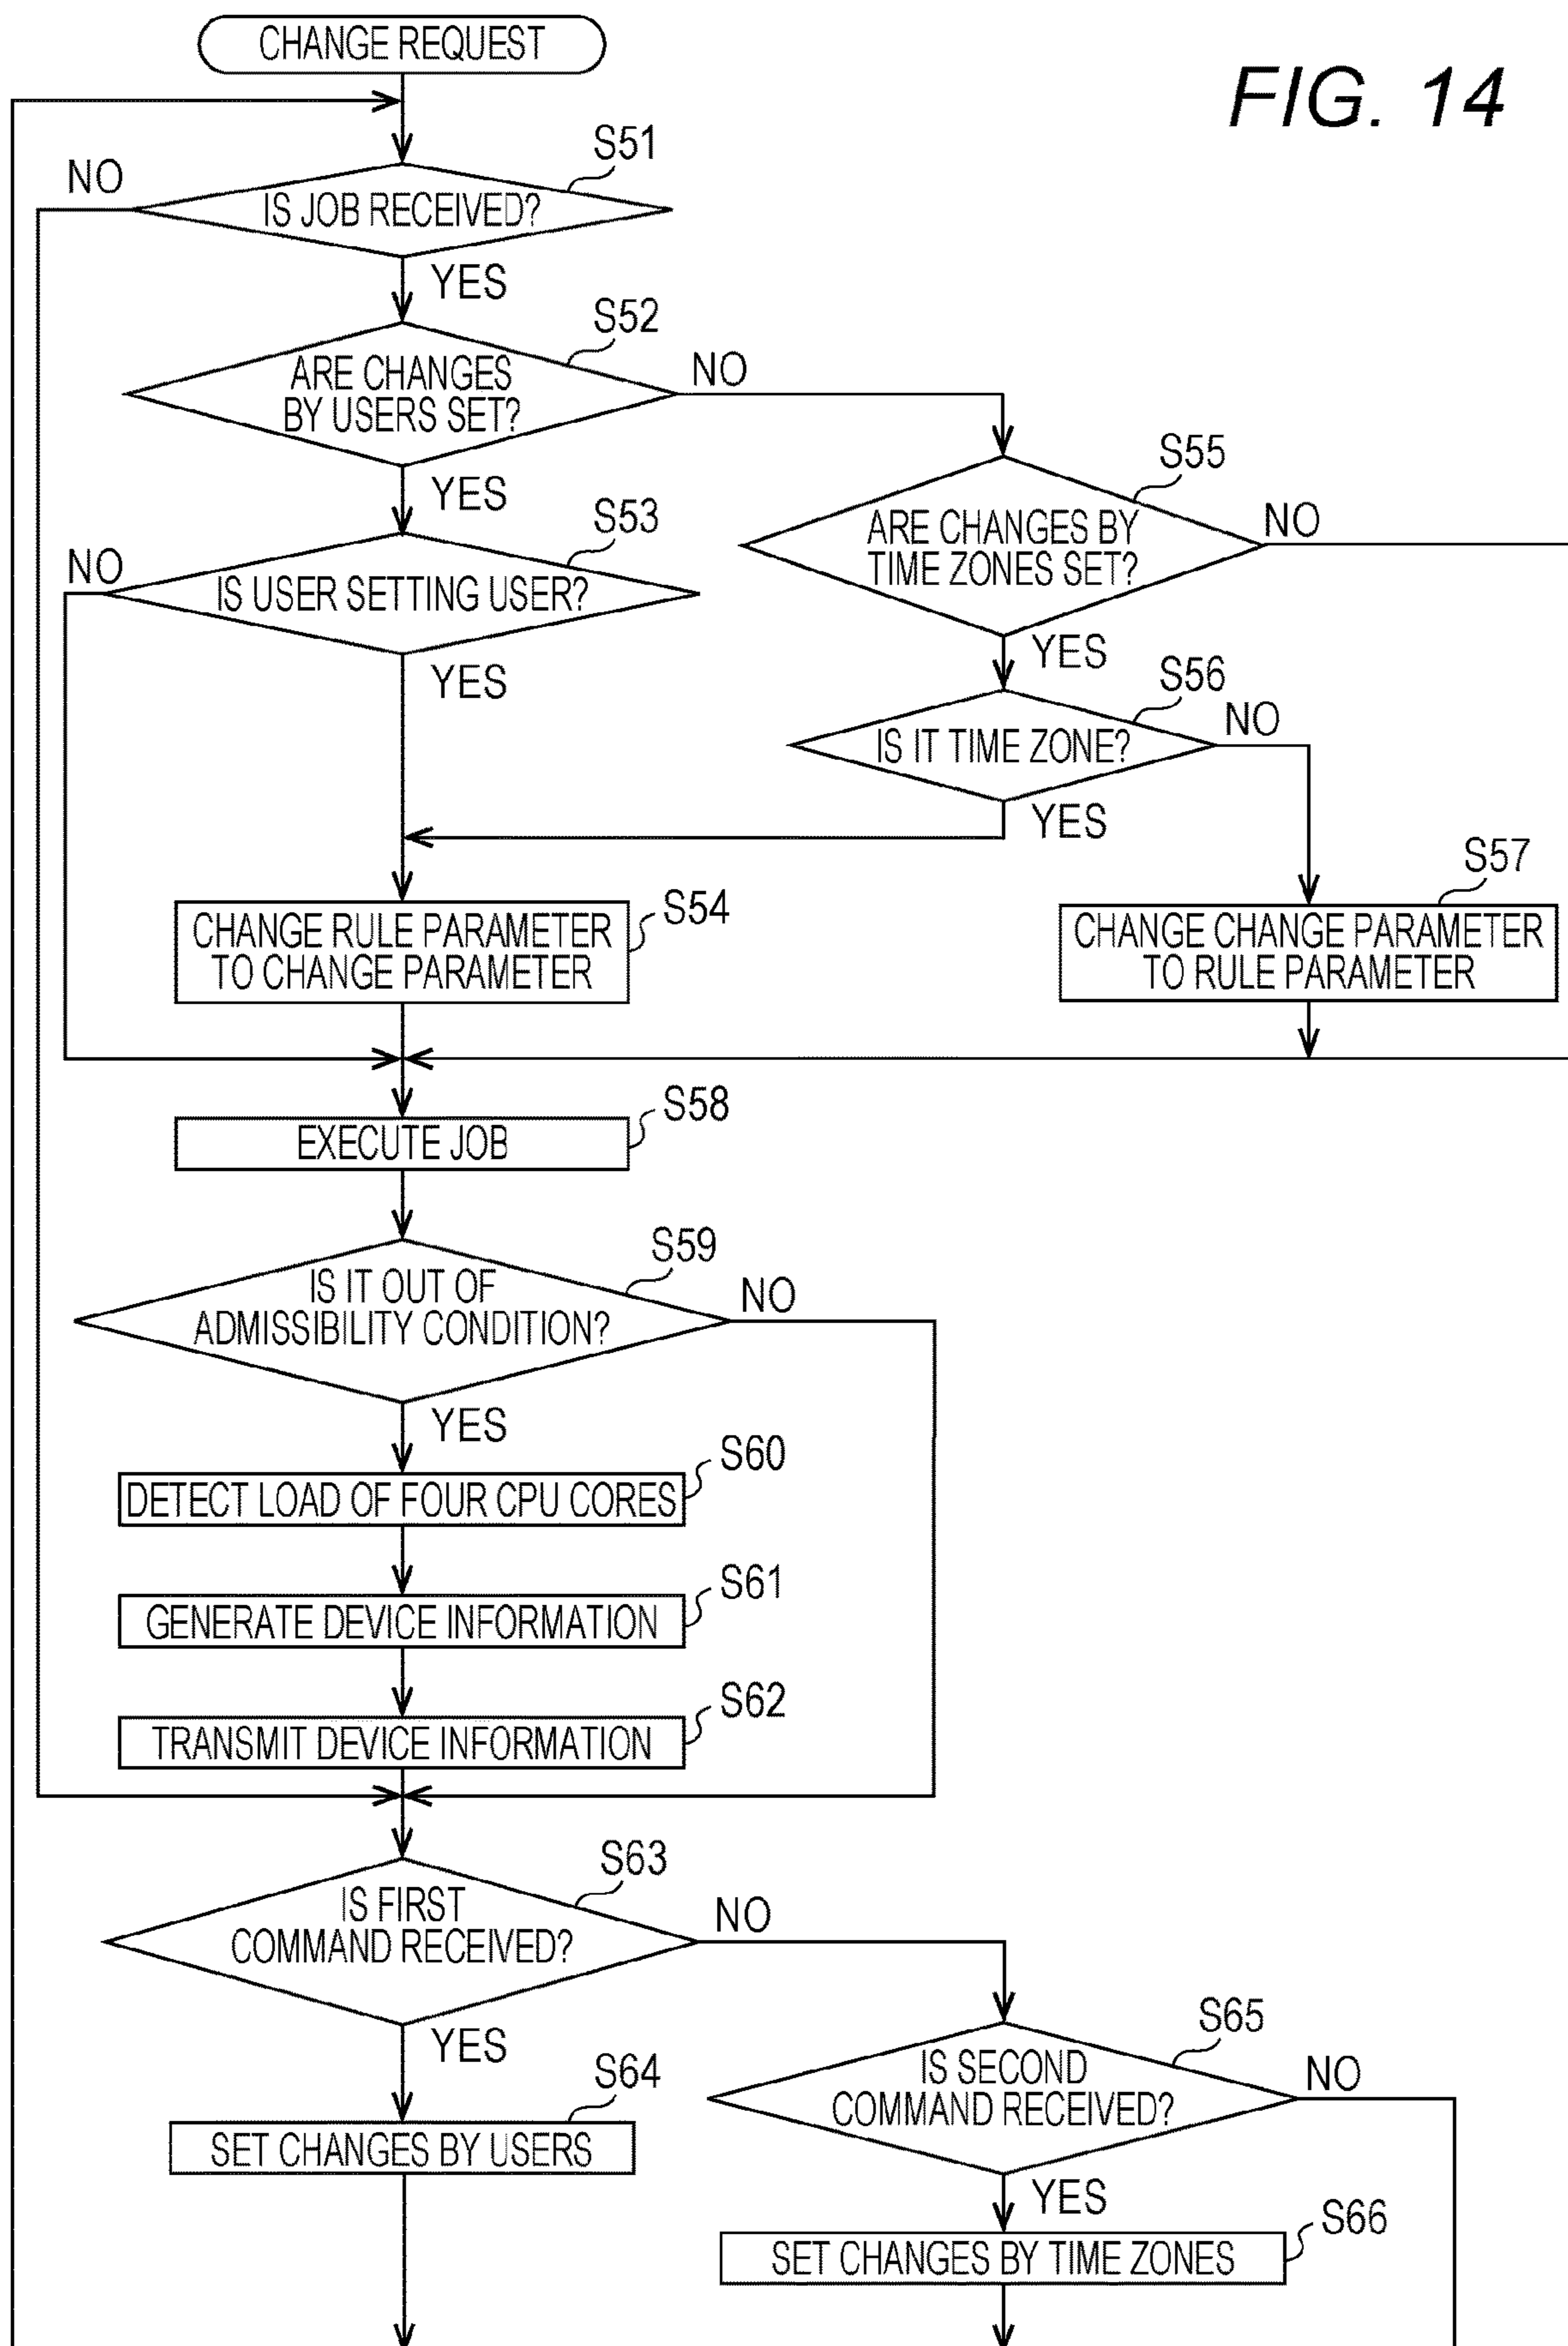 CHANGE REQUEST
FIG. 14
S51
NO
IS JOB RECEIVED?
YES
S52
ARE CHANGES
BY USERS SET?
NO
YES
S55
ARE CHANGES BY
TIME ZONES SET?
NO
S53
NO
IS USER SETTING USER?
YES
YES
S56
IS IT TIME ZONE?
NO
YES
S54
CHANGE RULE PARAMETER
TO CHANGE PARAMETER
S57
CHANGE CHANGE PARAMETER
TO RULE PARAMETER
S58
EXECUTE JOB
S59
IS IT OUT OF
ADMISSIBILITY CONDITION?
NO
YES
S60
DETECT LOAD OF FOUR CPU CORES
S61
GENERATE DEVICE INFORMATION
S62
TRANSMIT DEVICE INFORMATION
S63
IS FIRST
COMMAND RECEIVED?
NO
YES
S64
SET CHANGES BY USERS
S65
IS SECOND
COMMAND RECEIVED?
NO
YES
S66
SET CHANGES BY TIME ZONES